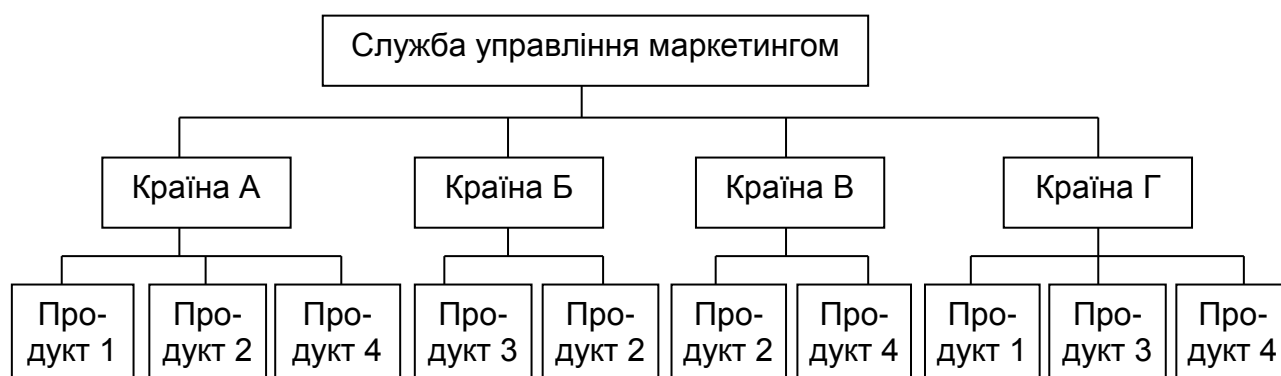 Служба управління маркетингом
Країна А
Країна Б
Країна В
Країна Г
Про-
дукт 1
Про-
дукт 2
Про-
дукт 4
Про-
дукт 3
Про-
дукт 2
Про-
дукт 2
Про-
дукт 4
Про-
дукт 1
Про-
дукт 3
Про-
дукт 4